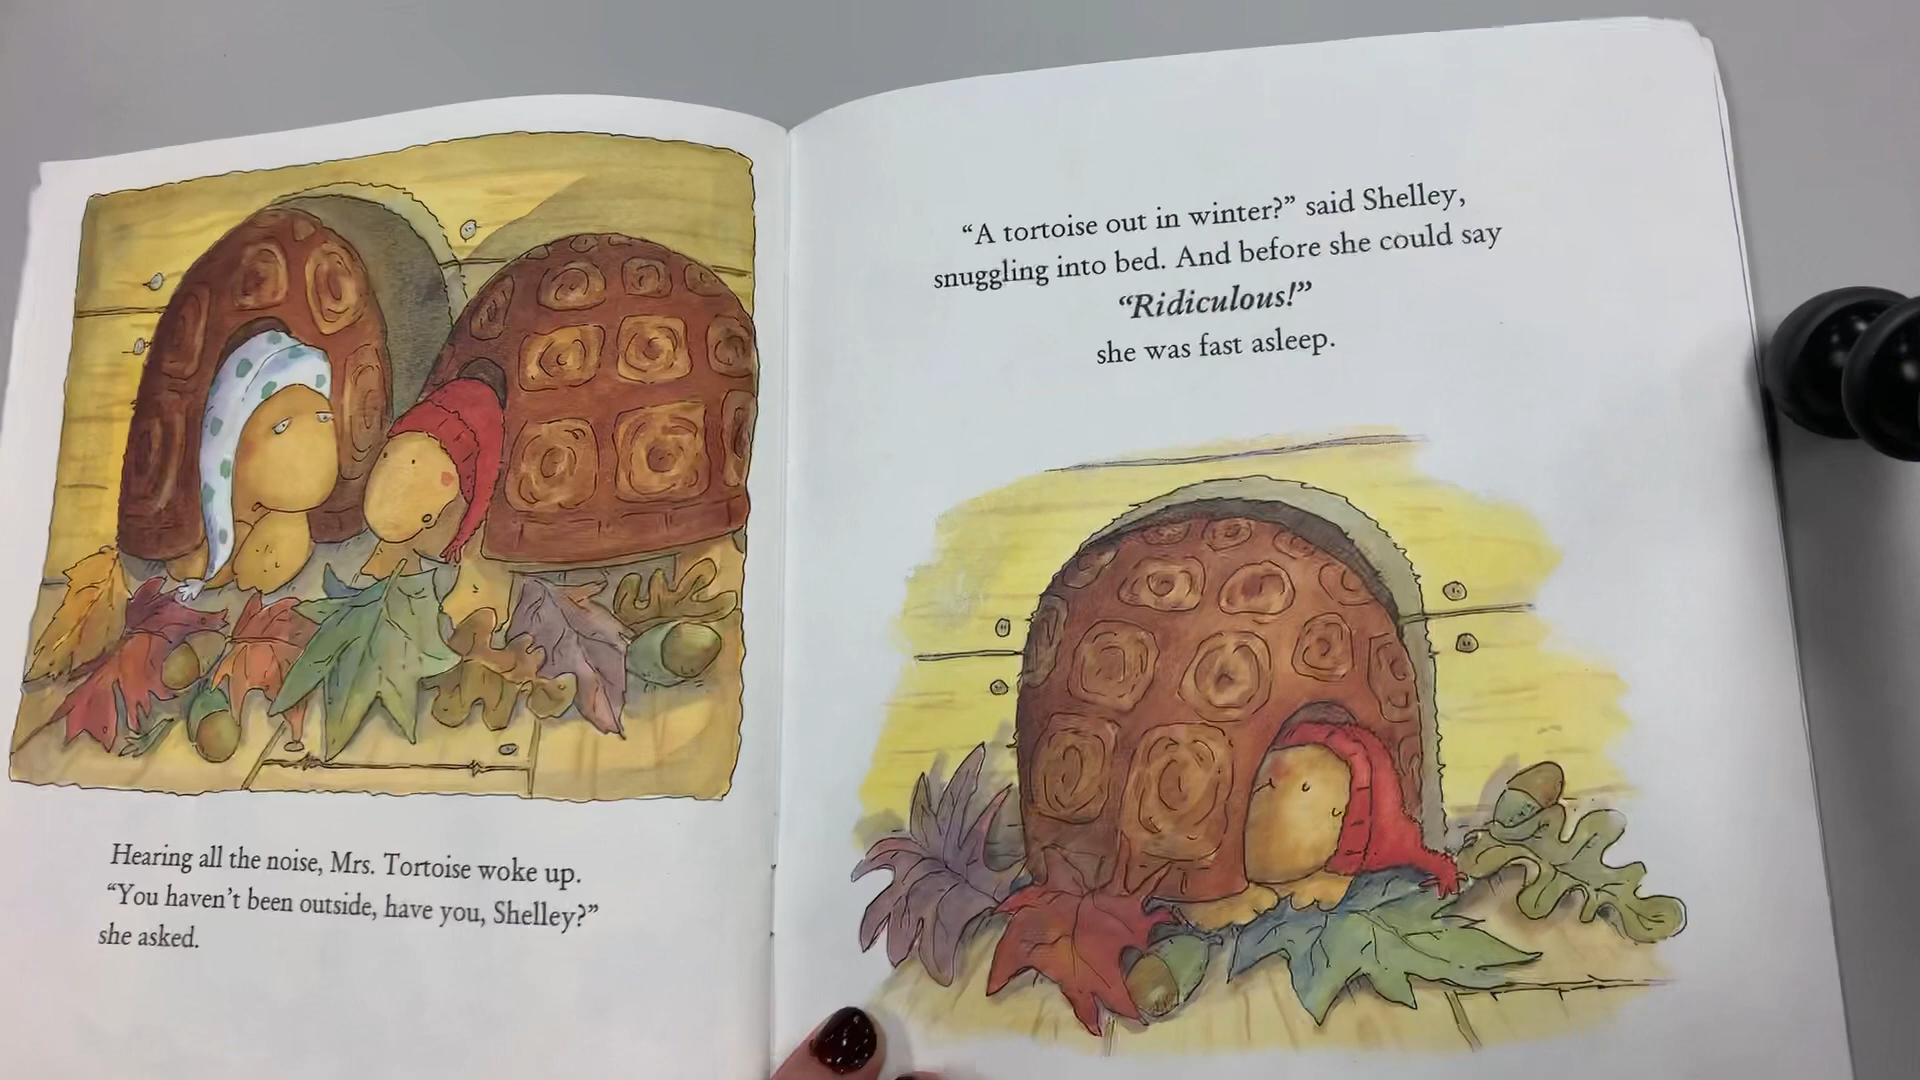 Hearing all the noise, Mrs. Tortoise woke up.
“You haven’t been outside, have you, Shelley?”
she asked.
“A tortoise out in winter?” said Shelley,
snuggling into bed. And before she could say
“Ridiculous!”
she was fast asleep.